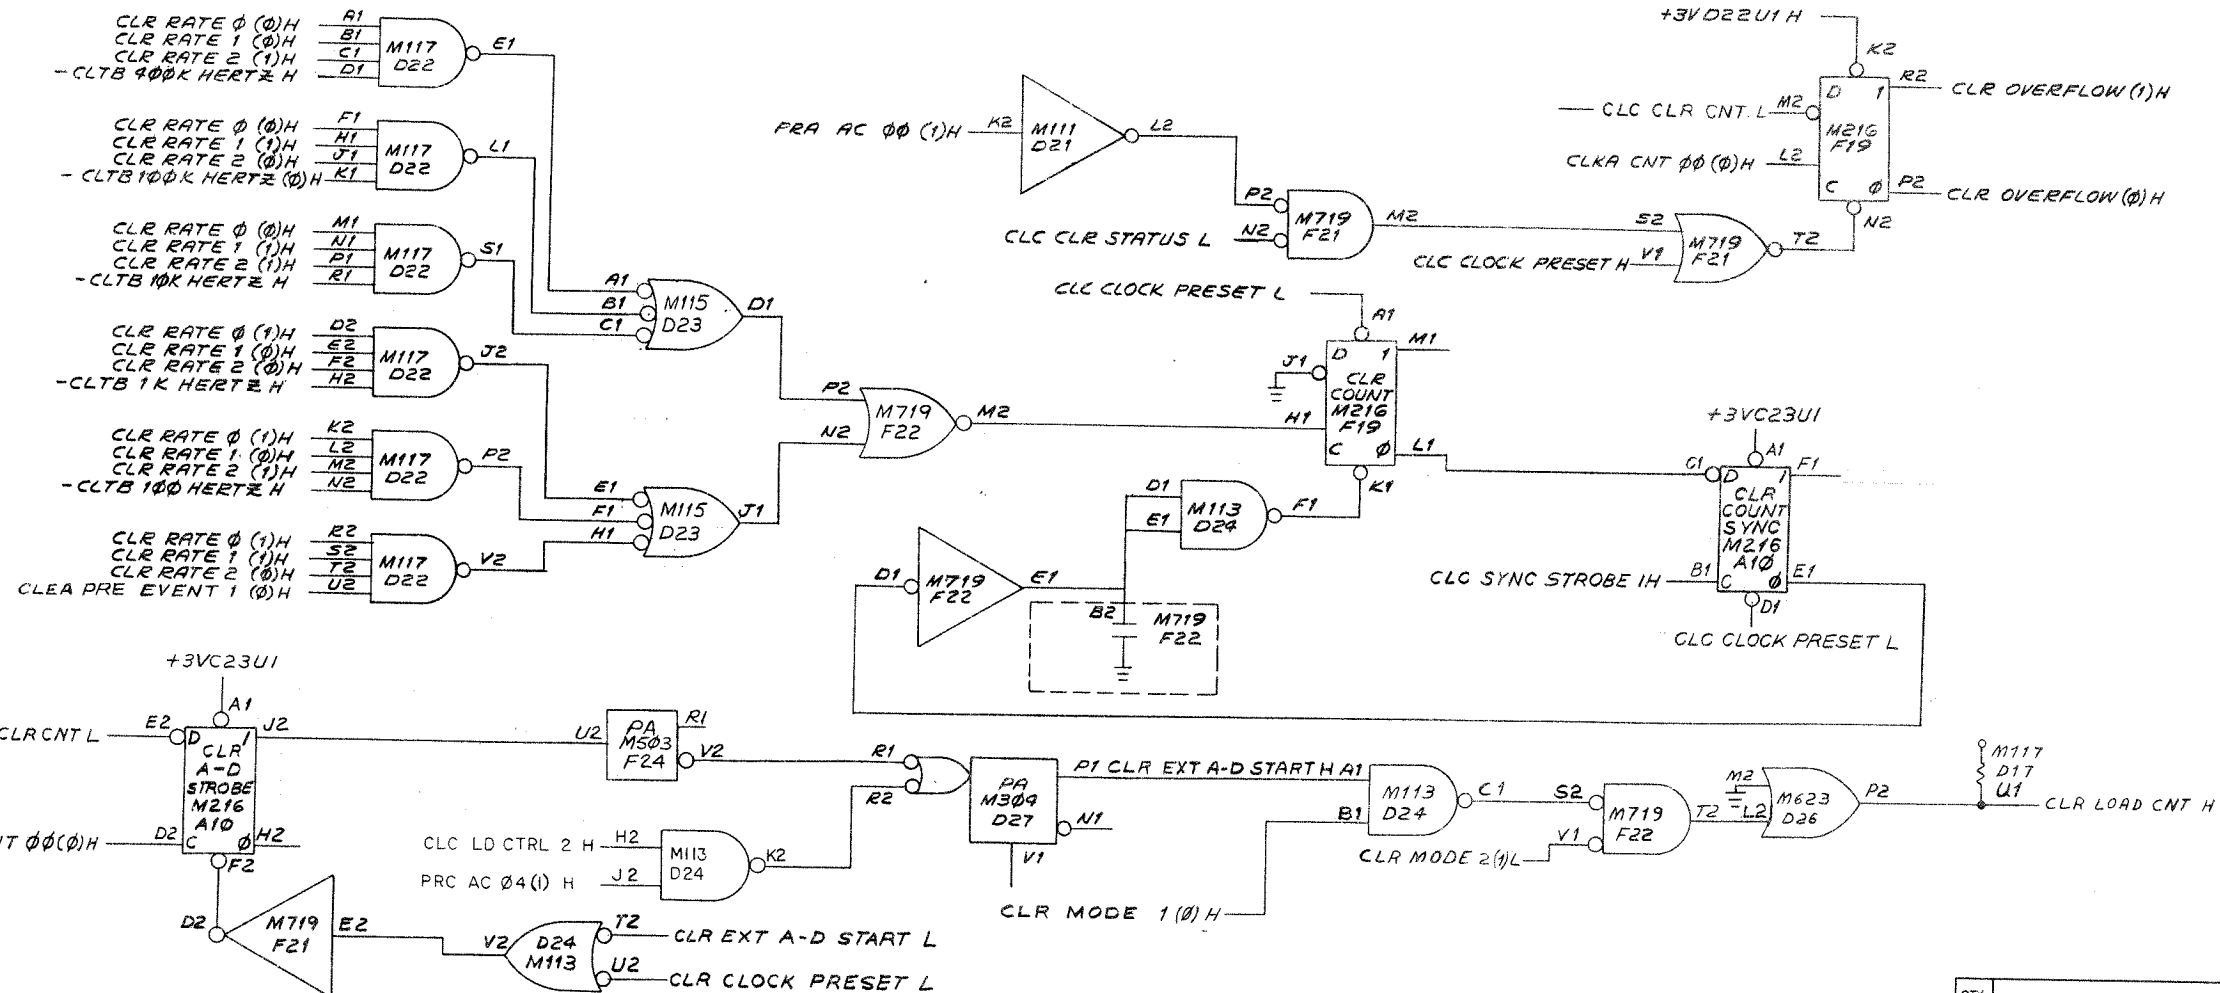 CLR RATE φ (φ)H A1
CLR RATE 1 (φ)H B1
CLR RATE 2 (1)H C1
-CLTB 4φφK HERTZ H D1
M117
D22
E1
CLR RATE φ (φ)H F1
CLR RATE 1 (1)H H1
CLR RATE 2 (φ)H J1
-CLTB 1φφK HERTZ (φ)H K1
M117
D22
L1
CLR RATE φ (φ)H M1
CLR RATE 1 (1)H N1
CLR RATE 2 (1)H P1
-CLTB 1φK HERTZ H R1
M117
D22
S1
CLR RATE φ (1)H D2
CLR RATE 1 (φ)H E2
CLR RATE 2 (φ)H F2
-CLTB 1K HERTZ H H2
M117
D22
J2
CLR RATE φ (1)H K2
CLR RATE 1 (φ)H L2
CLR RATE 2 (1)H M2
-CLTB 1φφ HERTZ H N2
M117
D22
P2
CLR RATE φ (1)H R2
CLR RATE 1 (1)H S2
CLR RATE 2 (φ)H T2
CLEA PRE EVENT 1 (φ)H U2
M117
D22
V2
A1
B1
C1
M115
D23
D1
E1
F1
H1
M115
D23
J1
P2
N2
M719
F22
M2
PRA AC φφ (1)H K2
M111
D21
L2
P2
N2
CLC CLR STATUS L
M719
F21
M2
S2
CLC CLOCK PRESET H V1
M719
F21
T2
+3VD22U1 H
K2
CLC CLR CNT L M2
CLKA CNT φφ (φ)H L2
D 1
M216
F19
C φ
R2 CLR OVERFLOW (1)H
P2 CLR OVERFLOW (φ)H
N2
CLC CLOCK PRESET L
A1
J1
D 1
CLR
COUNT
M216
F19
C φ
M1
H1
L1
K1
D1
E1
M113
D24
F1
D1
M719
F22
E1
B2
M719
F22
+3VC23U1
A1
C1
D 1
CLR
COUNT
SYNC
M216
A1φ
C φ
F1
CLC SYNC STROBE 1H B1
E1
D1
CLC CLOCK PRESET L
+3VC23U1
A1
CLR CNT L E2
D 1
CLR
A-D
STROBE
M216
A1φ
C φ
J2
NT φφ(φ)H D2
H2
F2
D2
M719
F21
E2
V2
D24
M113
T2 CLR EXT A-D START L
U2 CLR CLOCK PRESET L
U2
PA
M5φ3
F24
R1
V2
CLC LD CTRL 2 H H2
PRC AC φ4(1) H J2
M113
D24
K2
R1
R2
PA
M3φ4
D27
P1 CLR EXT A-D START H A1
N1
V1
CLR MODE 1 (φ) H
B1
M113
D24
C1
S2
V1
CLR MODE 2(1)L
M719
F22
T2
M2
L2
M623
D26
P2
M117
D17
U1
CLR LOAD CNT H